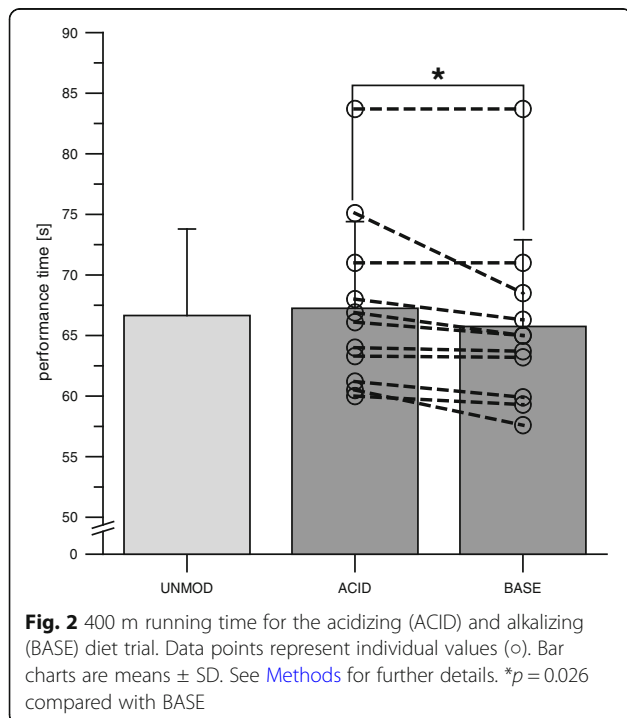 90
85
80
75
70
65
60
55
50
0
performance time [s]
*
UNMOD
ACID
BASE
Fig. 2 400 m running time for the acidizing (ACID) and alkalizing
(BASE) diet trial. Data points represent individual values (○). Bar
charts are means ± SD. See Methods for further details. *p = 0.026
compared with BASE